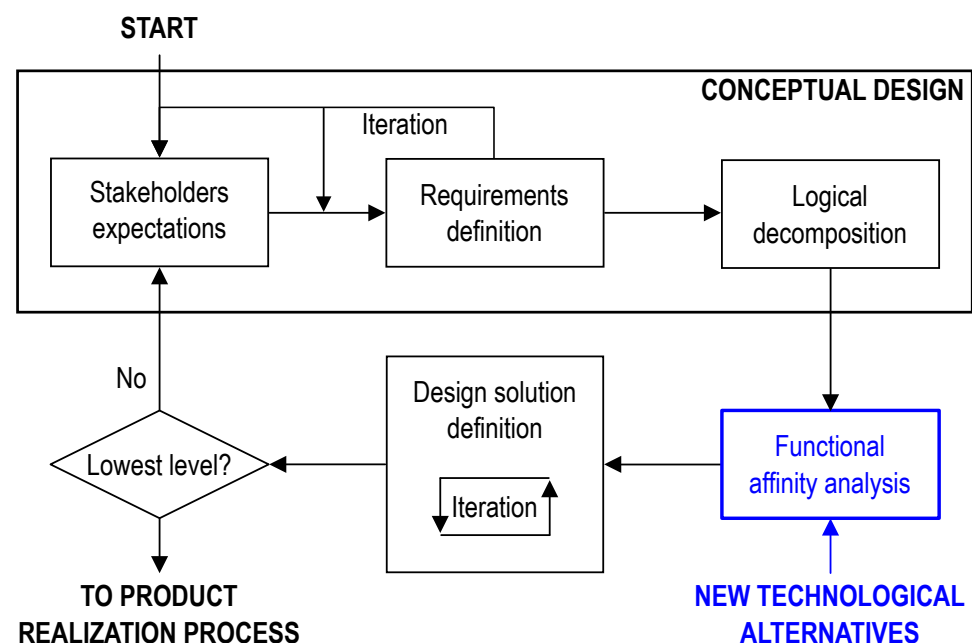 START
CONCEPTUAL DESIGN
Iteration
Stakeholders
expectations
Requirements
definition
Logical
decomposition
No
Design solution
definition
Lowest level?
Iteration
Functional
affinity analysis
TO PRODUCT
REALIZATION PROCESS
NEW TECHNOLOGICAL
ALTERNATIVES